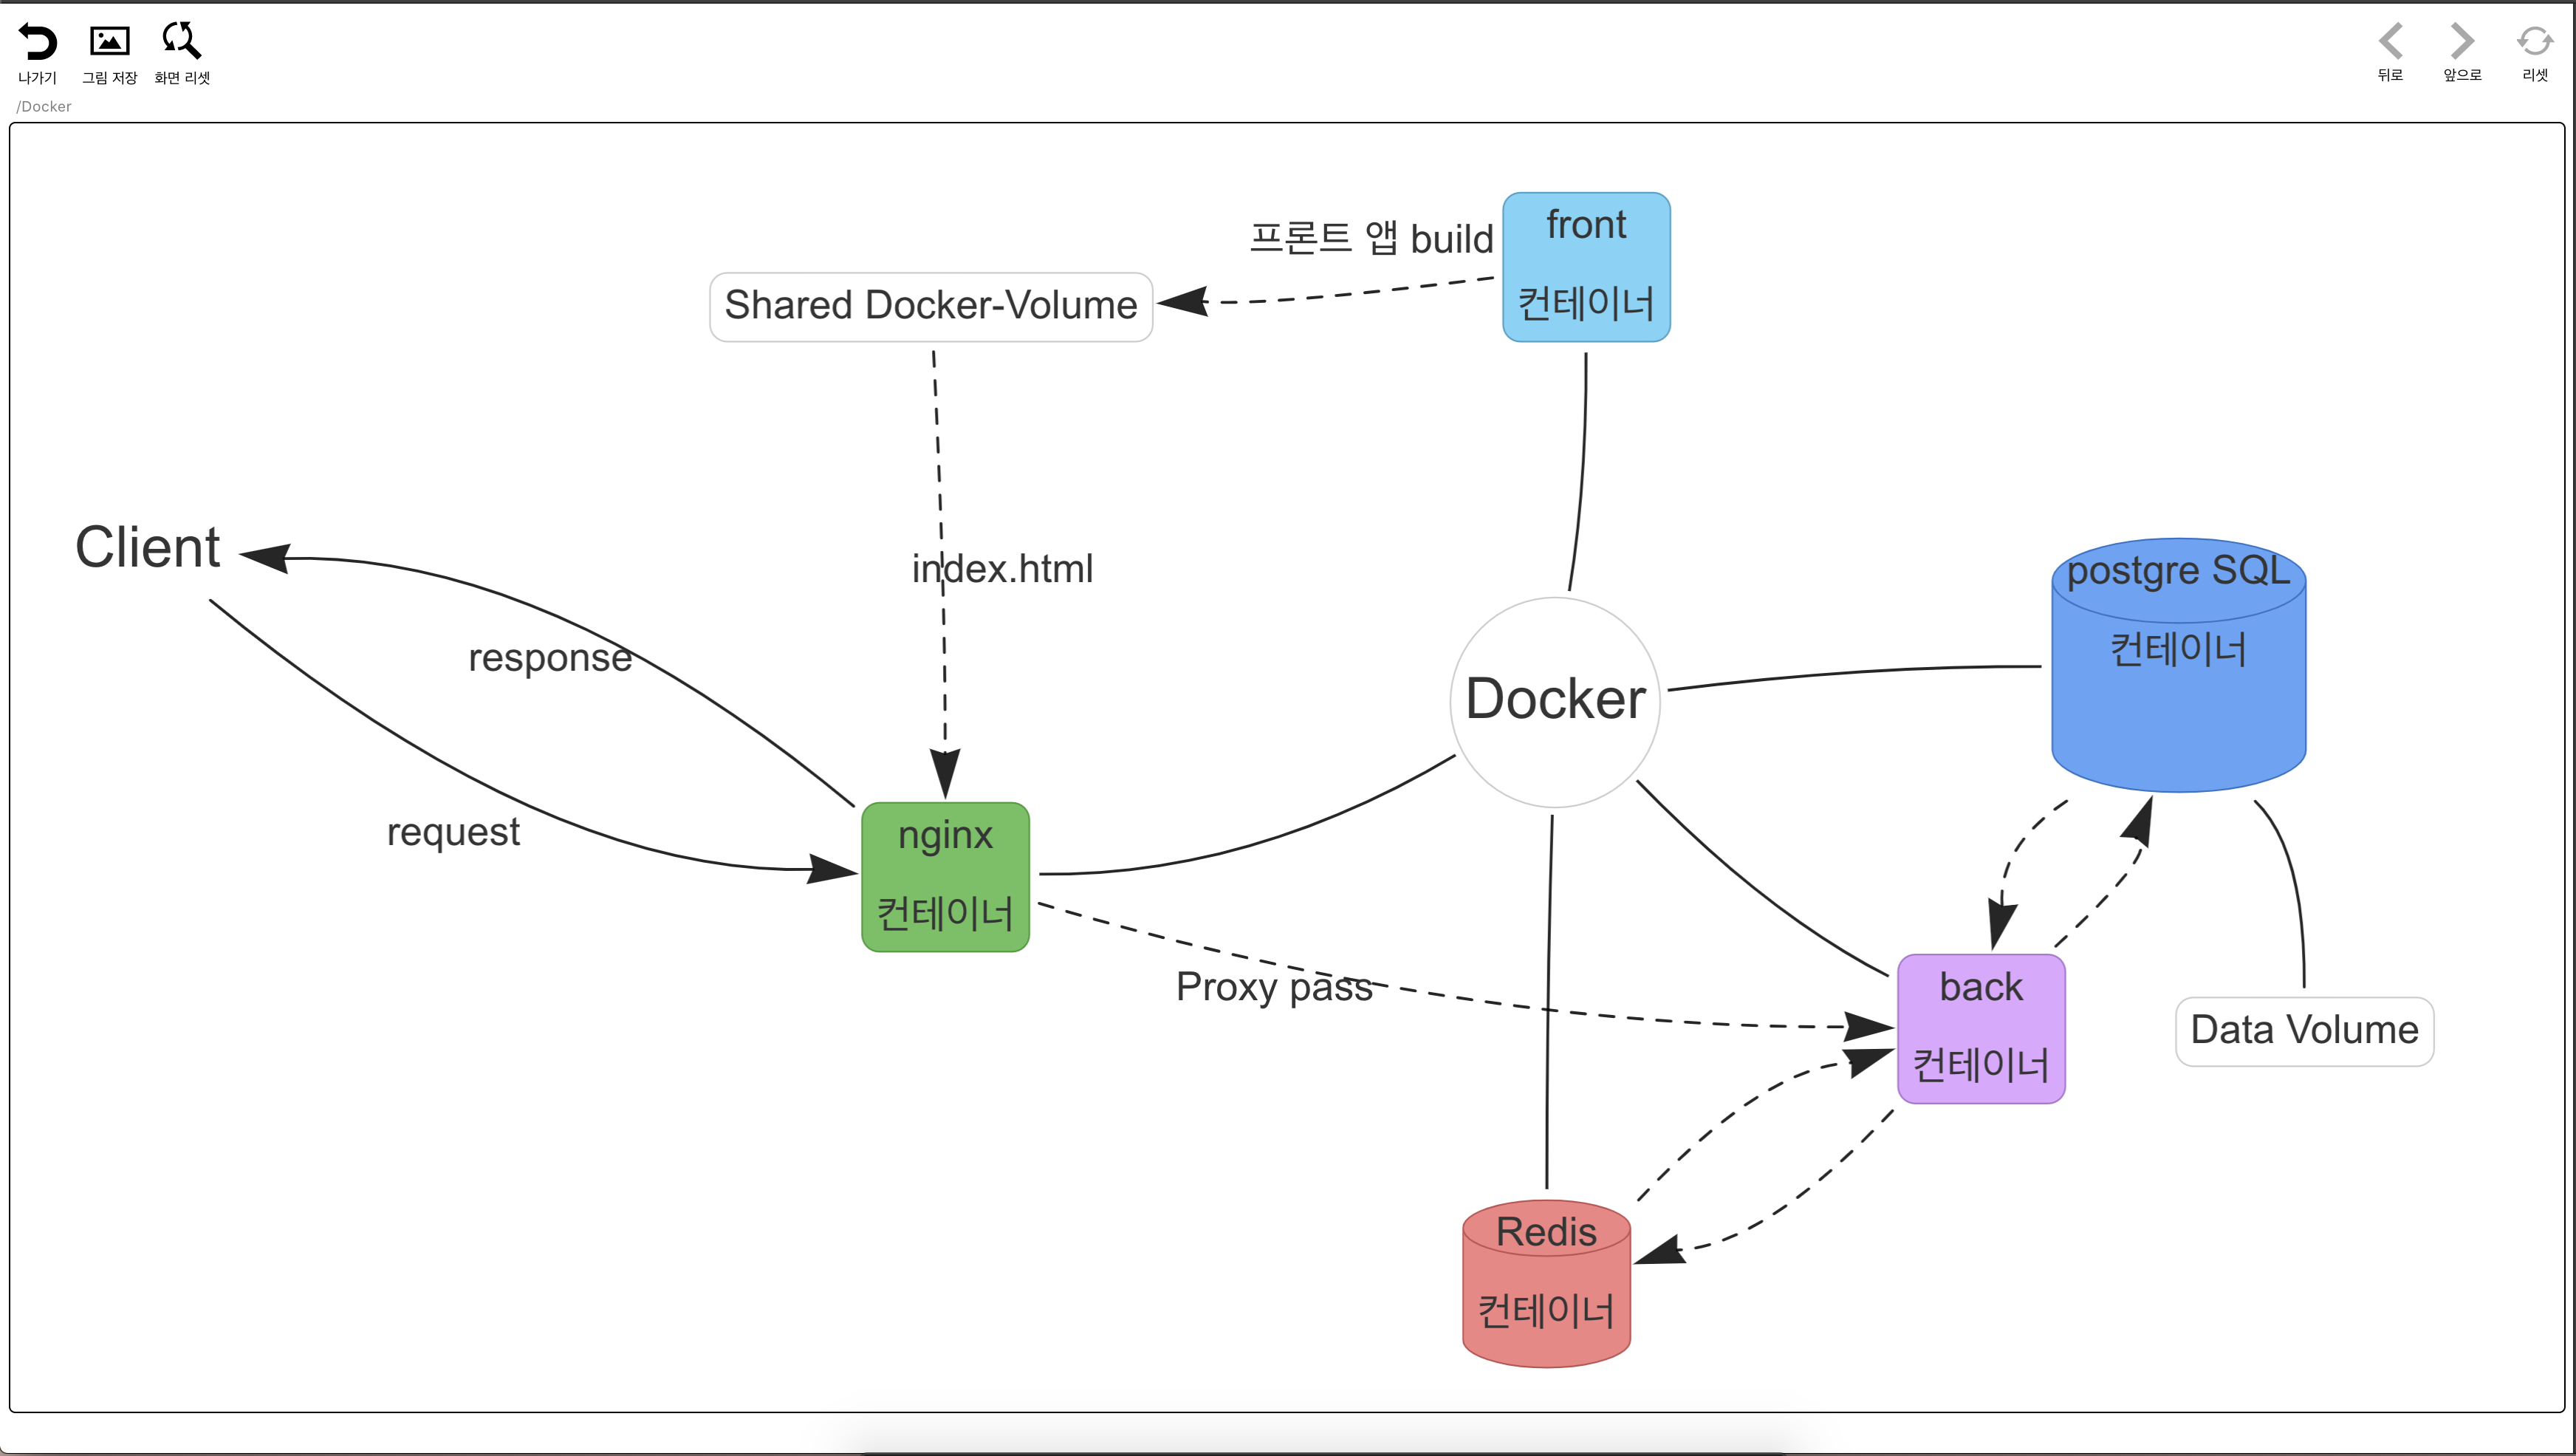 나가기
그림 저장
화면 리셋
뒤로
앞으로
리셋
/Docker
front
컨테이너
프론트 앱 build
Shared Docker-Volume
Client
index.html
postgre SQL
컨테이너
response
Docker
request
nginx
컨테이너
Proxy pass
back
컨테이너
Data Volume
Redis
컨테이너